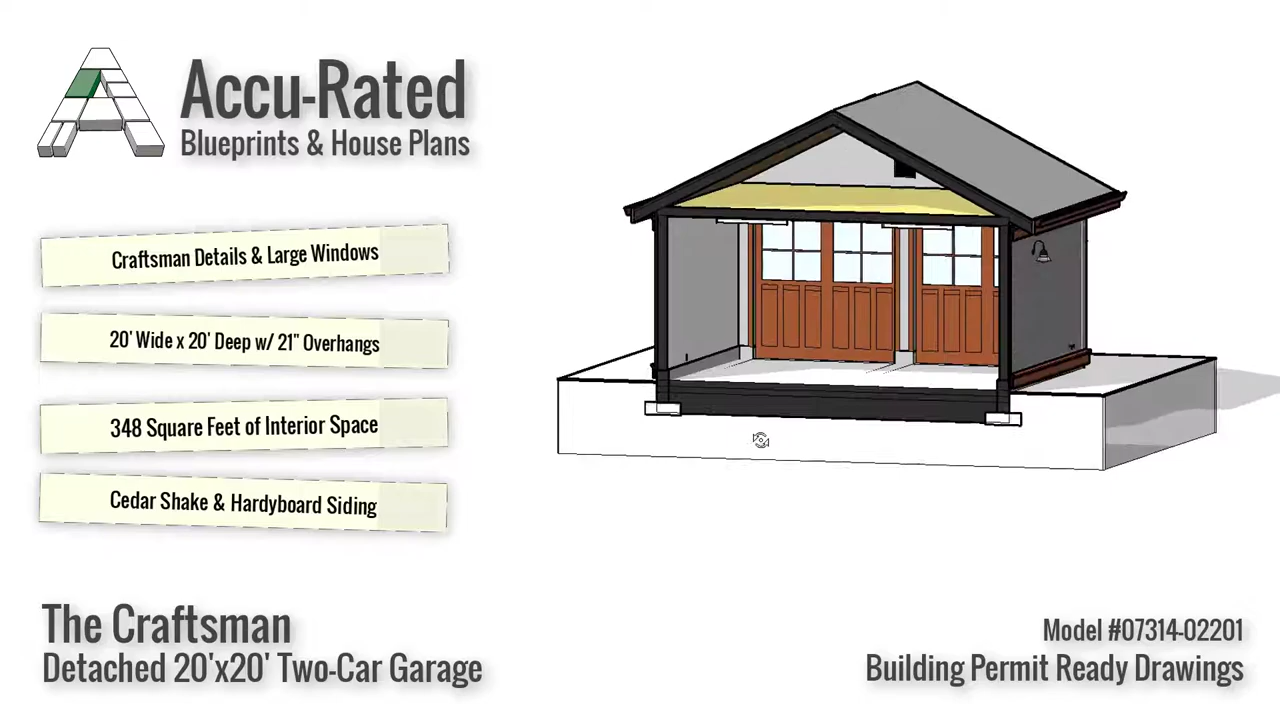 Accu-Rated
Blueprints & House Plans
Craftsman Details & Large Windows
20' Wide x 20' Deep w/ 21" Overhangs
348 Square Feet of Interior Space
Cedar Shake & Hardyboard Siding
The Craftsman
Detached 20'x20' Two-Car Garage
Model #07314-02201
Building Permit Ready Drawings